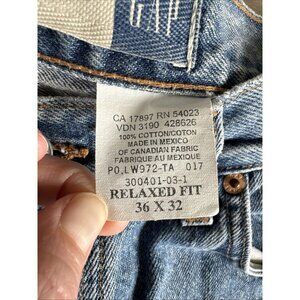 GAP
CA 17897 RN 54023
VDN 3190 428626
100% COTTON/COTON
MADE IN MEXICO
OF CANADIAN FABRIC
FABRIQUE AU MEXIQUE
PO.LW972-TA 017
300401-03-1
RELAXED FIT
36 X 32